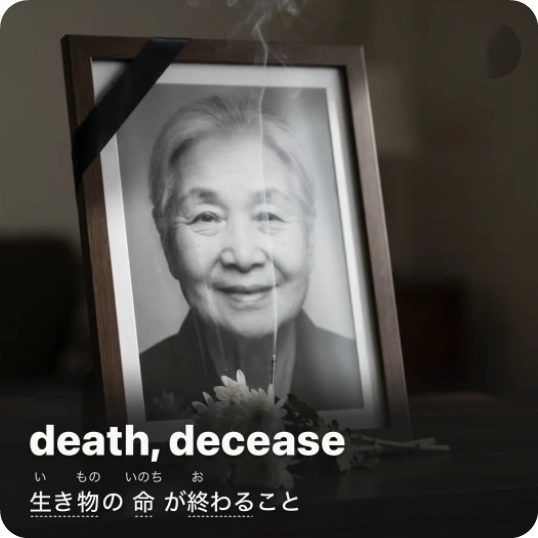 death, decease
い もの いのち お
生き物の命が終わること